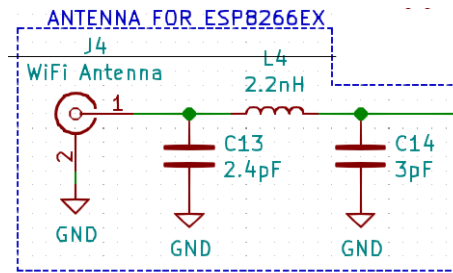 ANTENNA FOR ESP8266EX
J4
WiFi Antenna
1
2
GND
L4
2.2nH
C13
2.4pF
GND
C14
3pF
GND